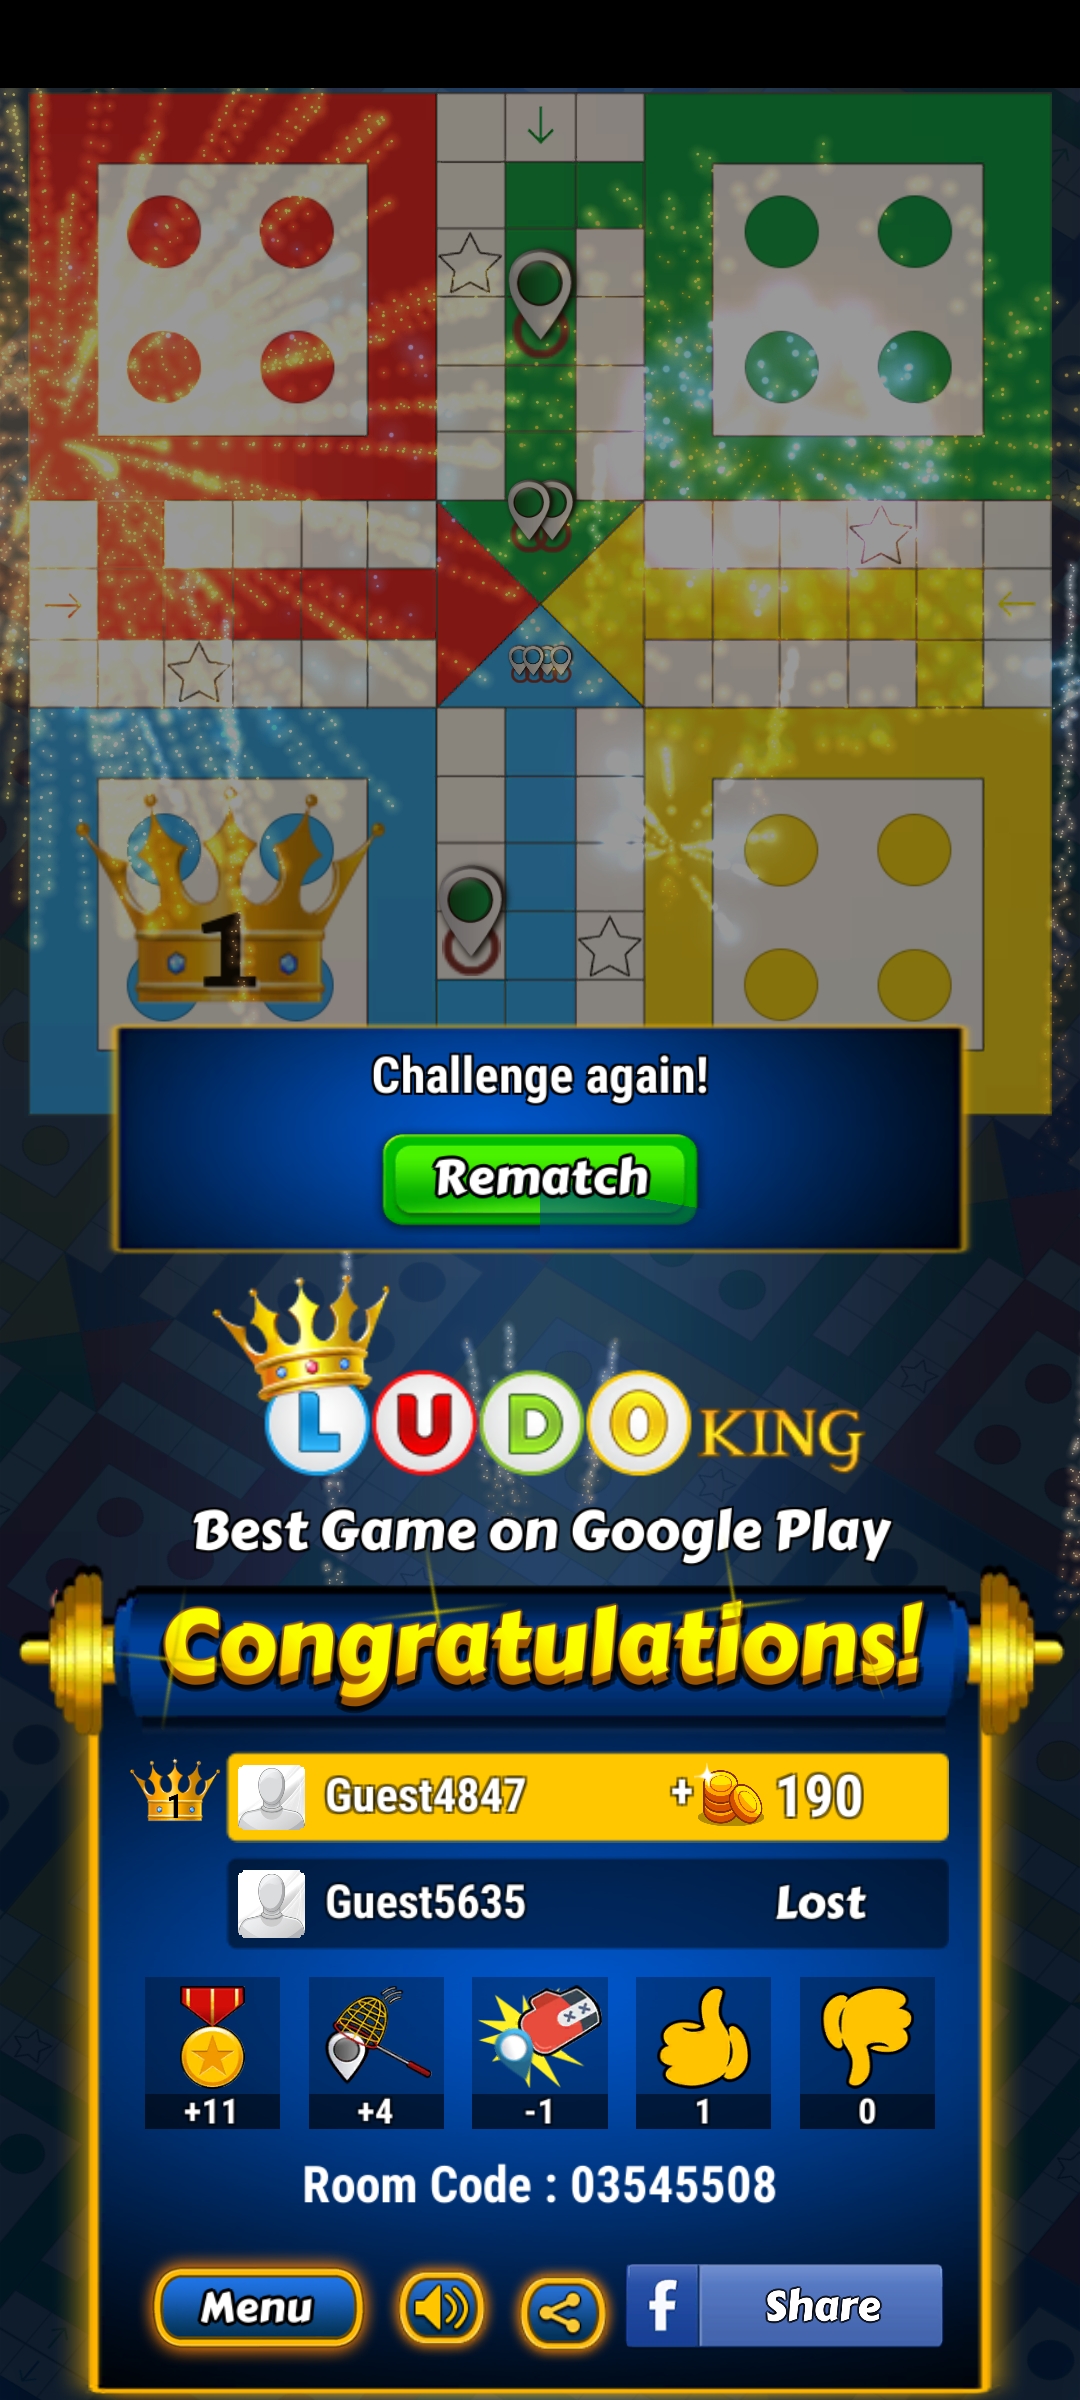 1
Challenge again!
Rematch
LUDO KING
Best Game on Google Play
Congratulations!
1 Guest4847 + 190
Guest5635 Lost
+11 +4 -1 1 0
Room Code : 03545508
Menu f Share